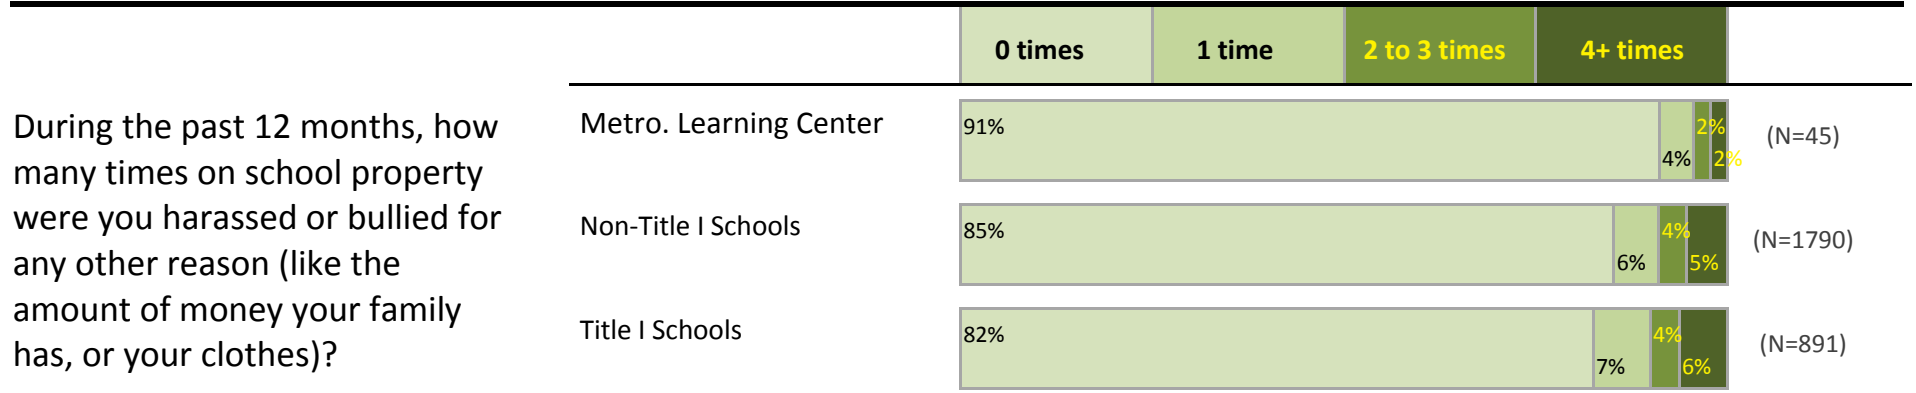 0 times 1 time 2 to 3 times 4+ times
During the past 12 months, how
many times on school property
were you harassed or bullied for
any other reason (like the
amount of money your family
has, or your clothes)?
Metro. Learning Center
91%
4%
2%
2%
(N=45)
Non-Title I Schools
85%
6%
4%
5%
(N=1790)
Title I Schools
82%
7%
4%
6%
(N=891)